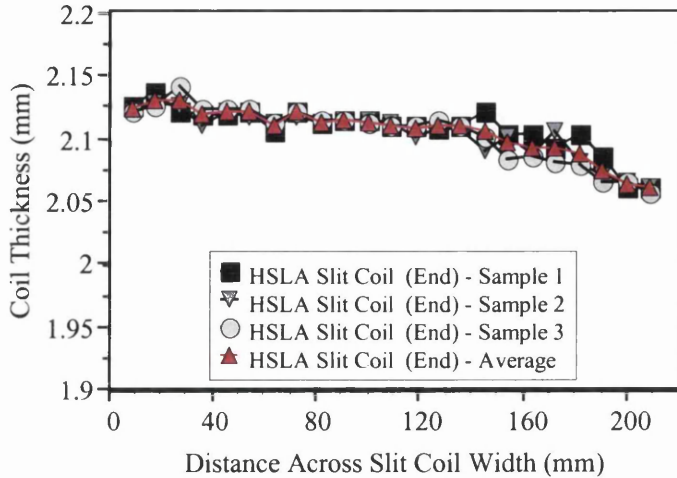 2.2
2.15
2.1
2.05
2
1.95
1.9
Coil Thickness (mm)
HSLA Slit Coil (End) - Sample 1
HSLA Slit Coil (End) - Sample 2
HSLA Slit Coil (End) - Sample 3
HSLA Slit Coil (End) - Average
0 40 80 120 160 200
Distance Across Slit Coil Width (mm)